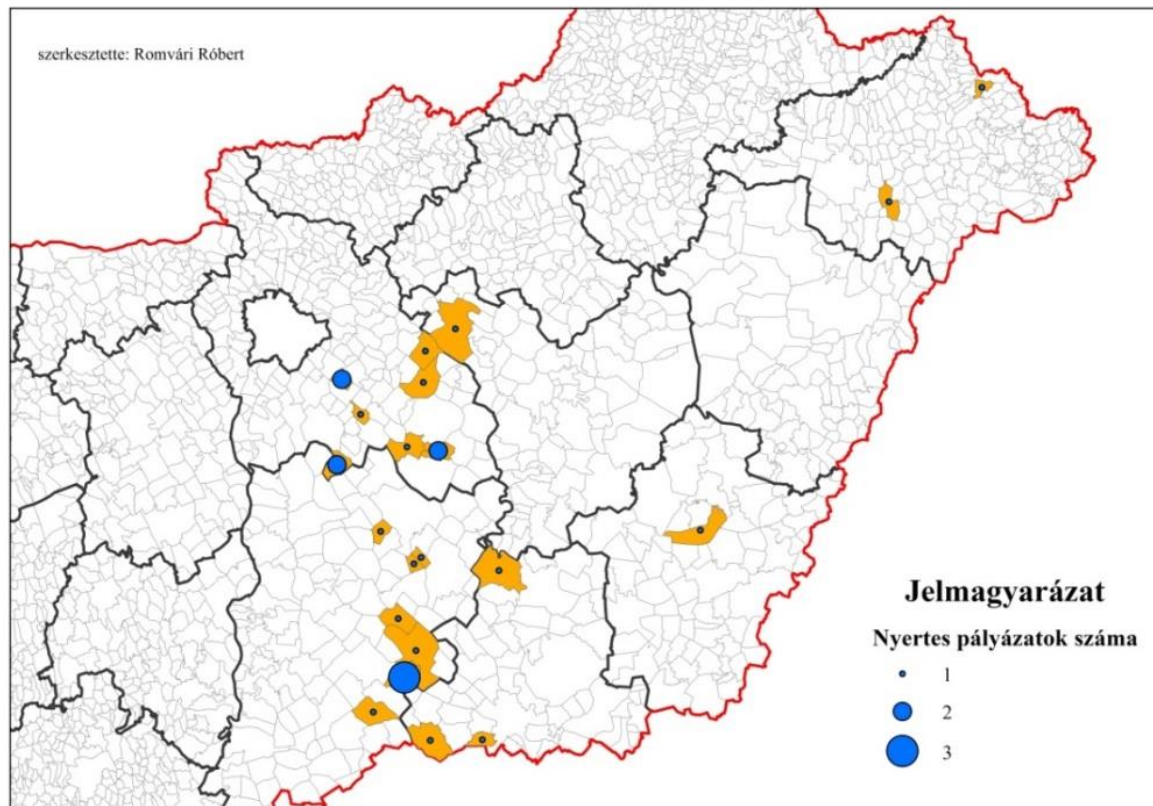 szerkesztette: Romvári Róbert
Jelmagyarázat
Nyertes pályázatok száma
1
2
3